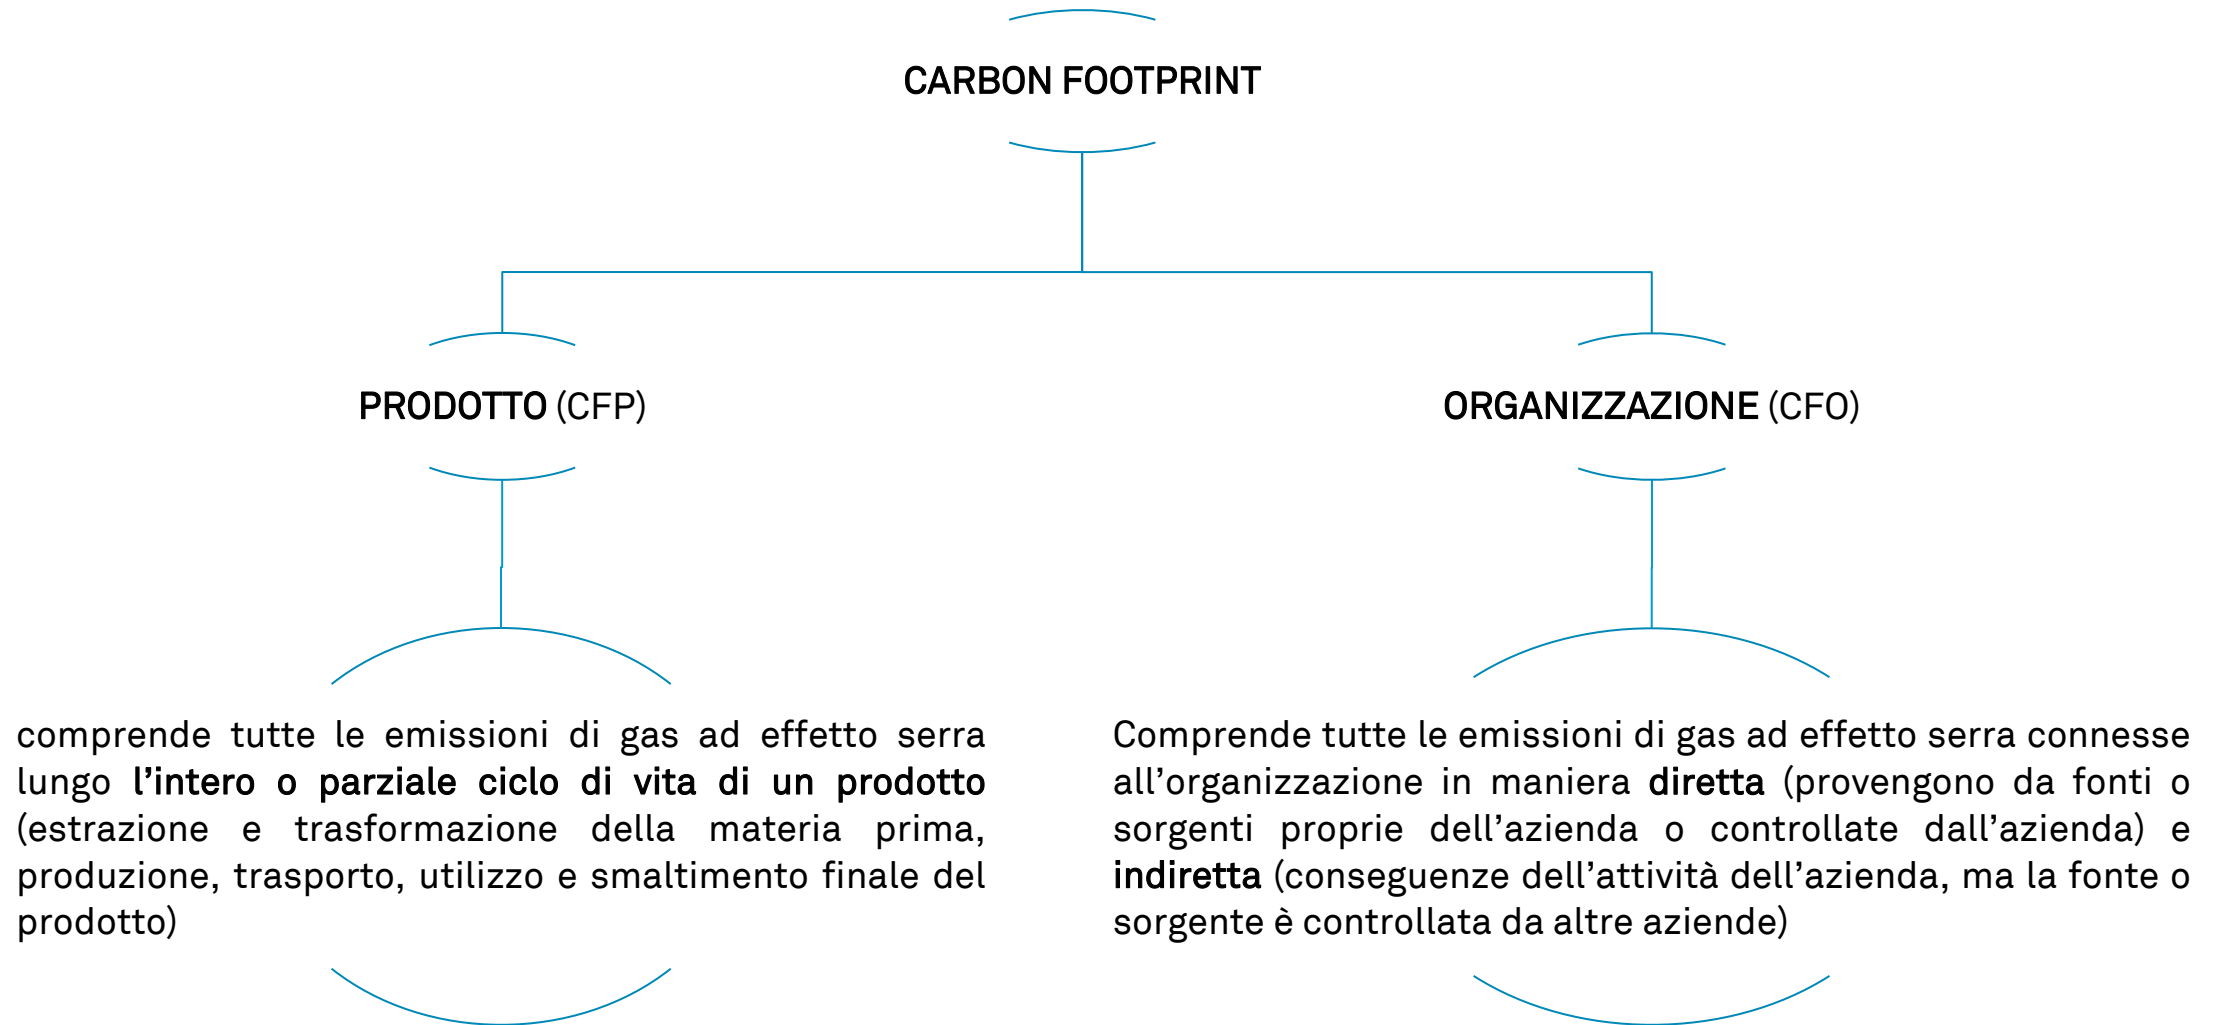 CARBON FOOTPRINT
PRODOTTO (CFP)
ORGANIZZAZIONE (CFO)
comprende tutte le emissioni di gas ad effetto serra
lungo l’intero o parziale ciclo di vita di un prodotto
(estrazione e trasformazione della materia prima,
produzione, trasporto, utilizzo e smaltimento finale del
prodotto)
Comprende tutte le emissioni di gas ad effetto serra connesse
all’organizzazione in maniera diretta (provengono da fonti o
sorgenti proprie dell’azienda o controllate dall’azienda) e
indiretta (conseguenze dell’attività dell’azienda, ma la fonte o
sorgente è controllata da altre aziende)